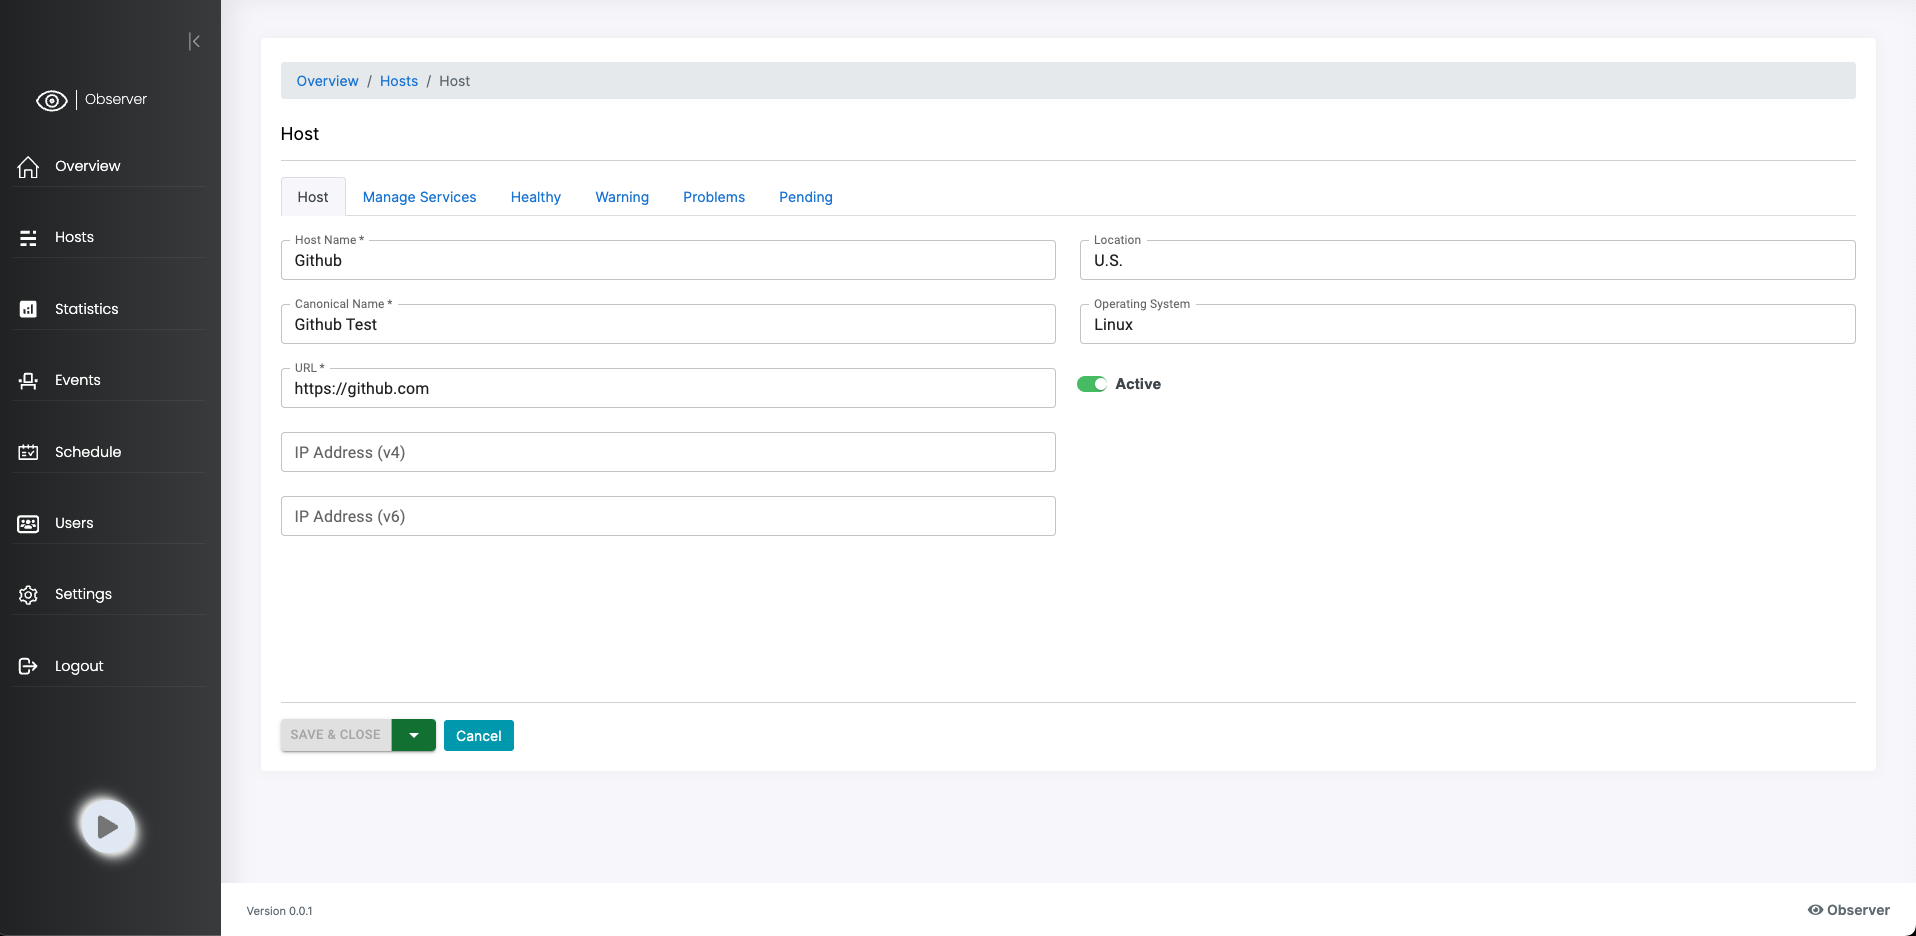 Observer
Overview
Hosts
Statistics
Events
Schedule
Users
Settings
Logout
Overview / Hosts / Host
Host
Host Manage Services Healthy Warning Problems Pending
Host Name *
Github
Location
U.S.
Canonical Name *
Github Test
Operating System
Linux
URL *
https://github.com
Active
IP Address (v4)
IP Address (v6)
SAVE & CLOSE
Cancel
Version 0.0.1
Observer